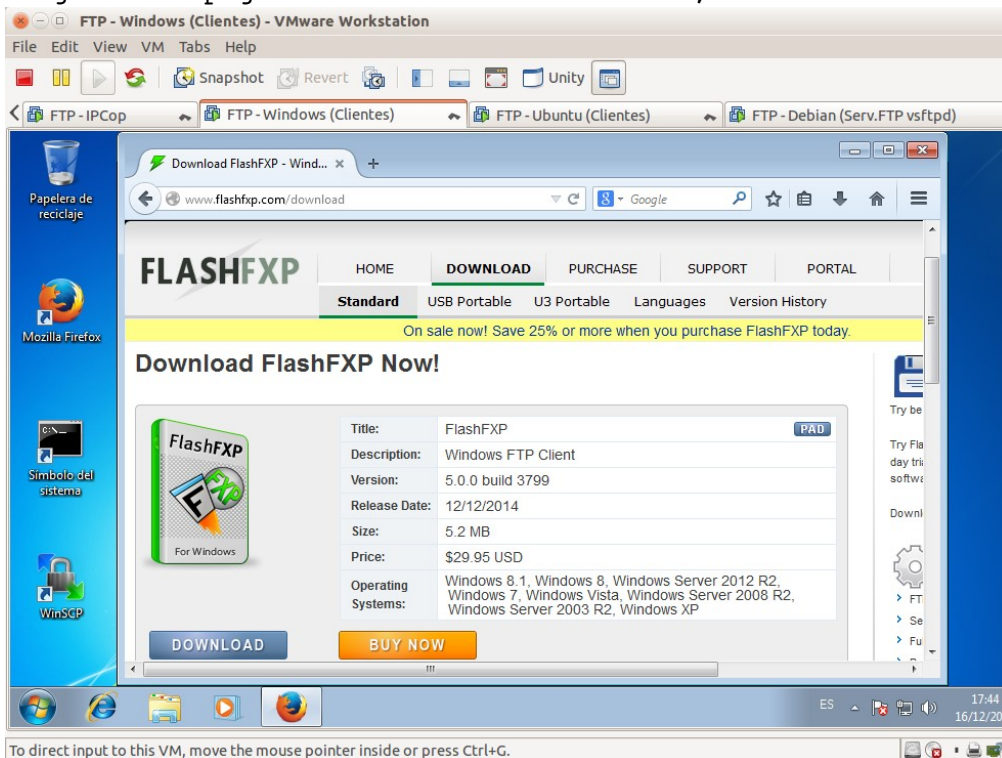 FTP - Windows (Clientes) - VMware Workstation
File Edit View VM Tabs Help
Snapshot Revert Unity
FTP - IPCop FTP - Windows (Clientes) FTP - Ubuntu (Clientes) FTP - Debian (Serv.FTP vsftpd)
Download FlashFXP - Wind...
www.flashfxp.com/download Google
Papelera de
reciclaje
Mozilla Firefox
Símbolo del
sistema
WinSCP
FLASHFXP HOME DOWNLOAD PURCHASE SUPPORT PORTAL
Standard USB Portable U3 Portable Languages Version History
On sale now! Save 25% or more when you purchase FlashFXP today.
Download FlashFXP Now!
FlashFXP
FXP
For Windows
Title: FlashFXP PAD
Description: Windows FTP Client
Version: 5.0.0 build 3799
Release Date: 12/12/2014
Size: 5.2 MB
Price: $29.95 USD
Operating Systems: Windows 8.1, Windows 8, Windows Server 2012 R2,
Windows 7, Windows Vista, Windows Server 2008 R2,
Windows Server 2003 R2, Windows XP
DOWNLOAD BUY NOW
Try be
Try Fla
day tri
softwa
Downl
FT
Se
Fu
ES 17:44
16/12/20
To direct input to this VM, move the mouse pointer inside or press Ctrl+G.